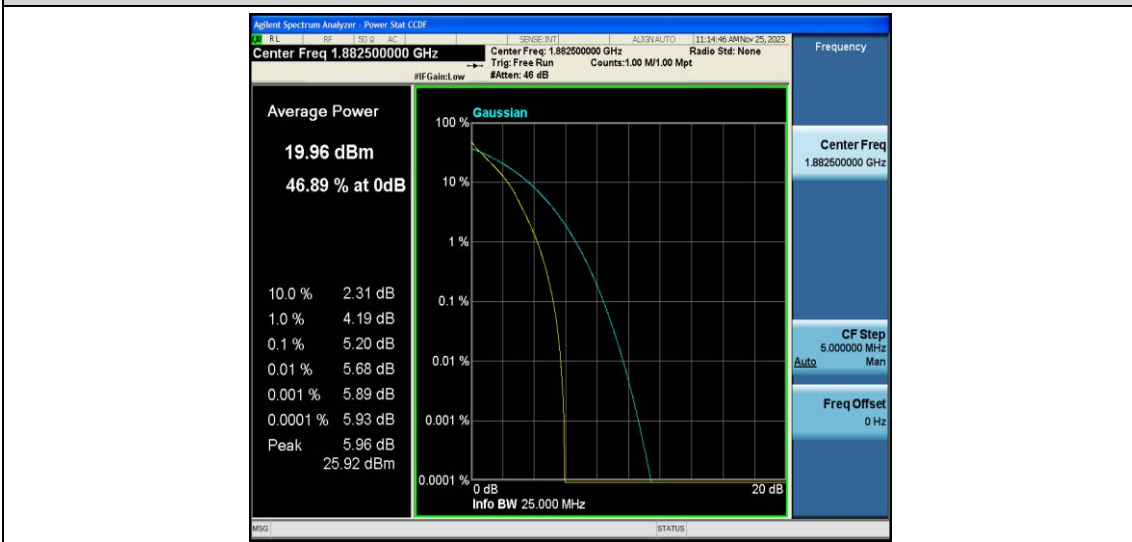 Agilent Spectrum Analyzer - Power Stat CCDF
RL RF 50 Ω AC SENSE:INT ALIGN AUTO 11:14:46 AM Nov 25, 2023
Center Freq 1.882500000 GHz
Center Freq: 1.882500000 GHz Radio Std: None
Trig: Free Run Counts:1.00 M/1.00 Mpt
#IFGain:Low #Atten: 46 dB
Frequency
Average Power
19.96 dBm
46.89 % at 0dB
10.0 % 2.31 dB
1.0 % 4.19 dB
0.1 % 5.20 dB
0.01 % 5.68 dB
0.001 % 5.89 dB
0.0001 % 5.93 dB
Peak 5.96 dB
25.92 dBm
Gaussian
100 %
10 %
1 %
0.1 %
0.01 %
0.001 %
0.0001 %
0 dB 20 dB
Info BW 25.000 MHz
Center Freq
1.882500000 GHz
CF Step
5.000000 MHz
Auto Man
Freq Offset
0 Hz
MSG STATUS